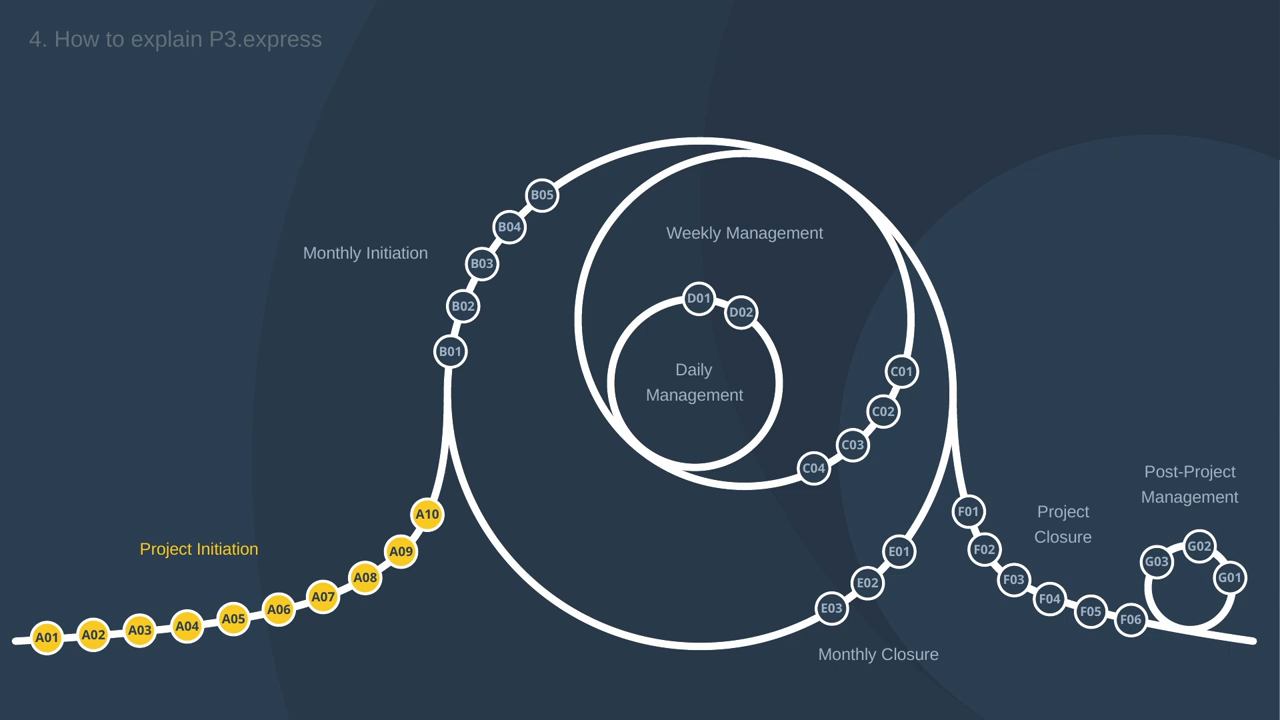 4. How to explain P3.express
B05
B04
Monthly Initiation
B03
B02
B01
Weekly Management
D01
D02
Daily
Management
C01
C02
C03
C04
Project Initiation
A01
A02
A03
A04
A05
A06
A07
A08
A09
A10
E01
E02
E03
Monthly Closure
F01
F02
F03
F04
F05
F06
Project
Closure
Post-Project
Management
G03
G02
G01